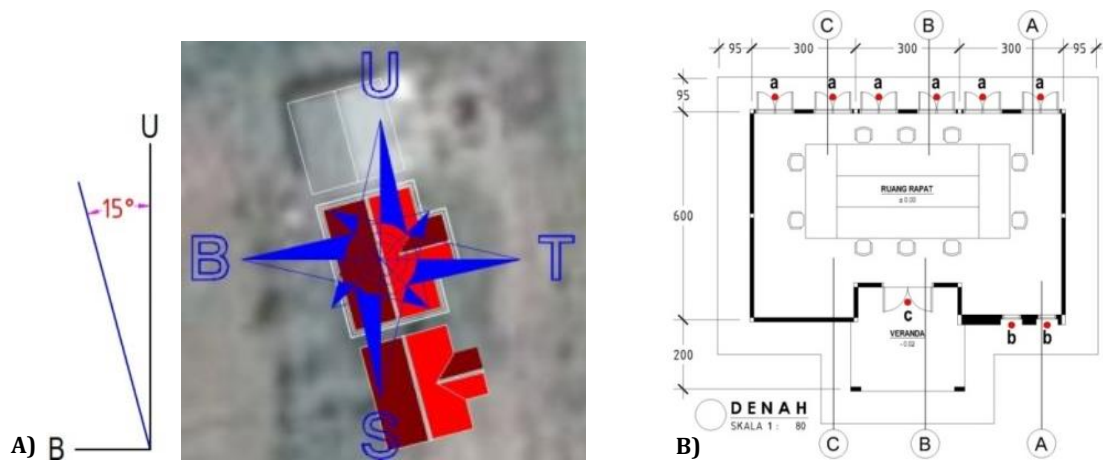 U
15°
B
A)
U
B
T
S
C
B
A
95
300
300
300
95
a
a
a
a
a
a
95
600
200
RUANG RAPAT
± 0.00
c
VERANDA
-0.02
b
b
DENAH
SKALA 1 : 80
B)
C
B
A